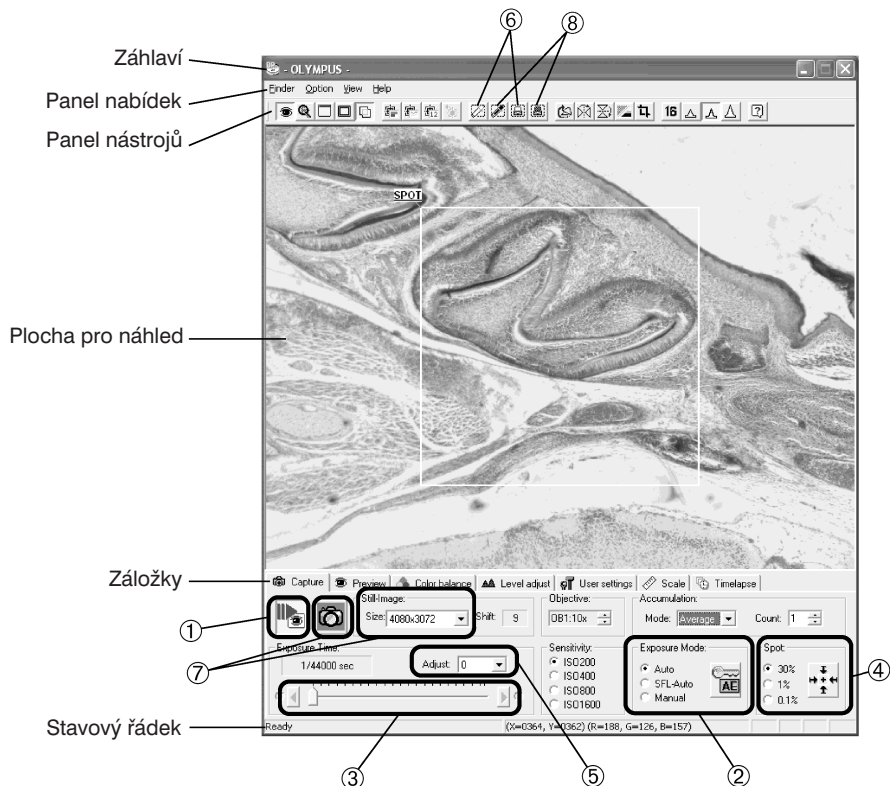 ⑥ ⑧
Záhlaví
- OLYMPUS -
Panel nabídek
Finder Option View Help
Panel nástrojů
16
SPOT
Plocha pro náhled
Záložky
Capture Preview Color balance Level adjust User settings Scale Timelapse
①
Still-Image:
Size: 4080x3072 Shift: 9
Objective:
OB1:10x
Accumulation:
Mode: Average Count: 1
⑦
Exposure Time:
1/44000 sec
Adjust: 0
Sensitivity:
ISO200
ISO400
ISO800
ISO1600
Exposure Mode:
Auto
SFL-Auto
Manual
AE
Spot:
30%
1%
0.1%
④
Stavový řádek
Ready (X=0364, Y=0362) (R=188, G=126, B=157)
③ ⑤ ②